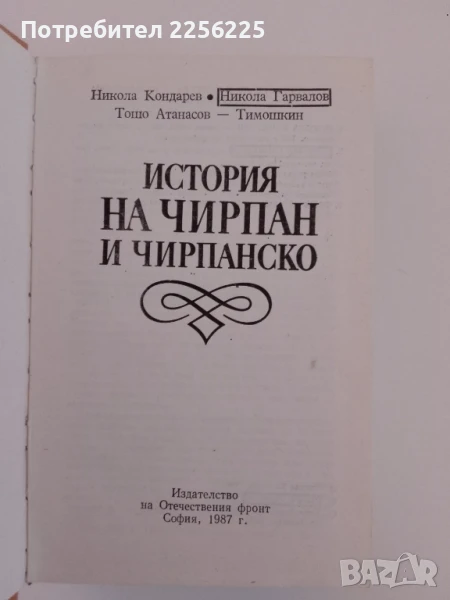 Потребител 2256225
Никола Кондарев • Никола Гарвалов
Тошо Атанасов — Тимошкин
ИСТОРИЯ
НА ЧИРПАН
И ЧИРПАНСКО
Издателство
на Отечествения фронт
София, 1987 г.
BAZAR